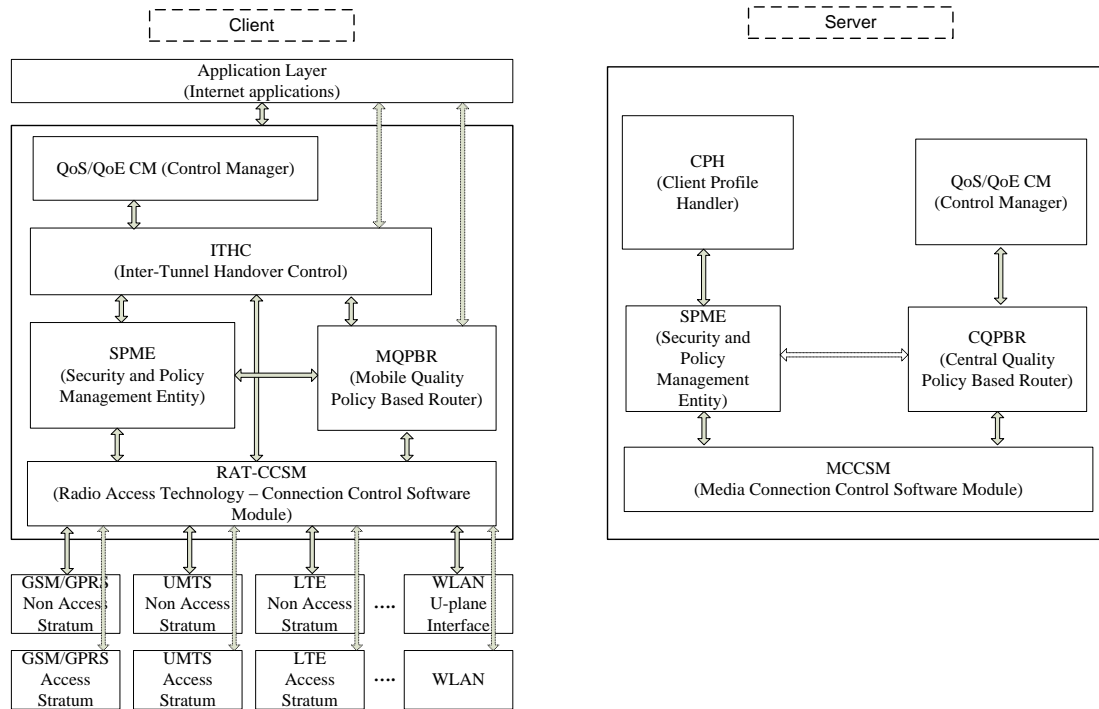 Client
Application Layer
(Internet applications)
QoS/QoE CM (Control Manager)
ITHC
(Inter-Tunnel Handover Control)
SPME
(Security and Policy
Management Entity)
MQPBR
(Mobile Quality
Policy Based Router)
RAT-CCSM
(Radio Access Technology – Connection Control Software
Module)
GSM/GPRS
Non Access
Stratum
UMTS
Non Access
Stratum
LTE
Non Access
Stratum
....
WLAN
U-plane
Interface
GSM/GPRS
Access
Stratum
UMTS
Access
Stratum
LTE
Access
Stratum
....
WLAN
Server
CPH
(Client Profile
Handler)
QoS/QoE CM
(Control Manager)
SPME
(Security and
Policy
Management
Entity)
CQPBR
(Central Quality
Policy Based Router)
MCCSM
(Media Connection Control Software Module)